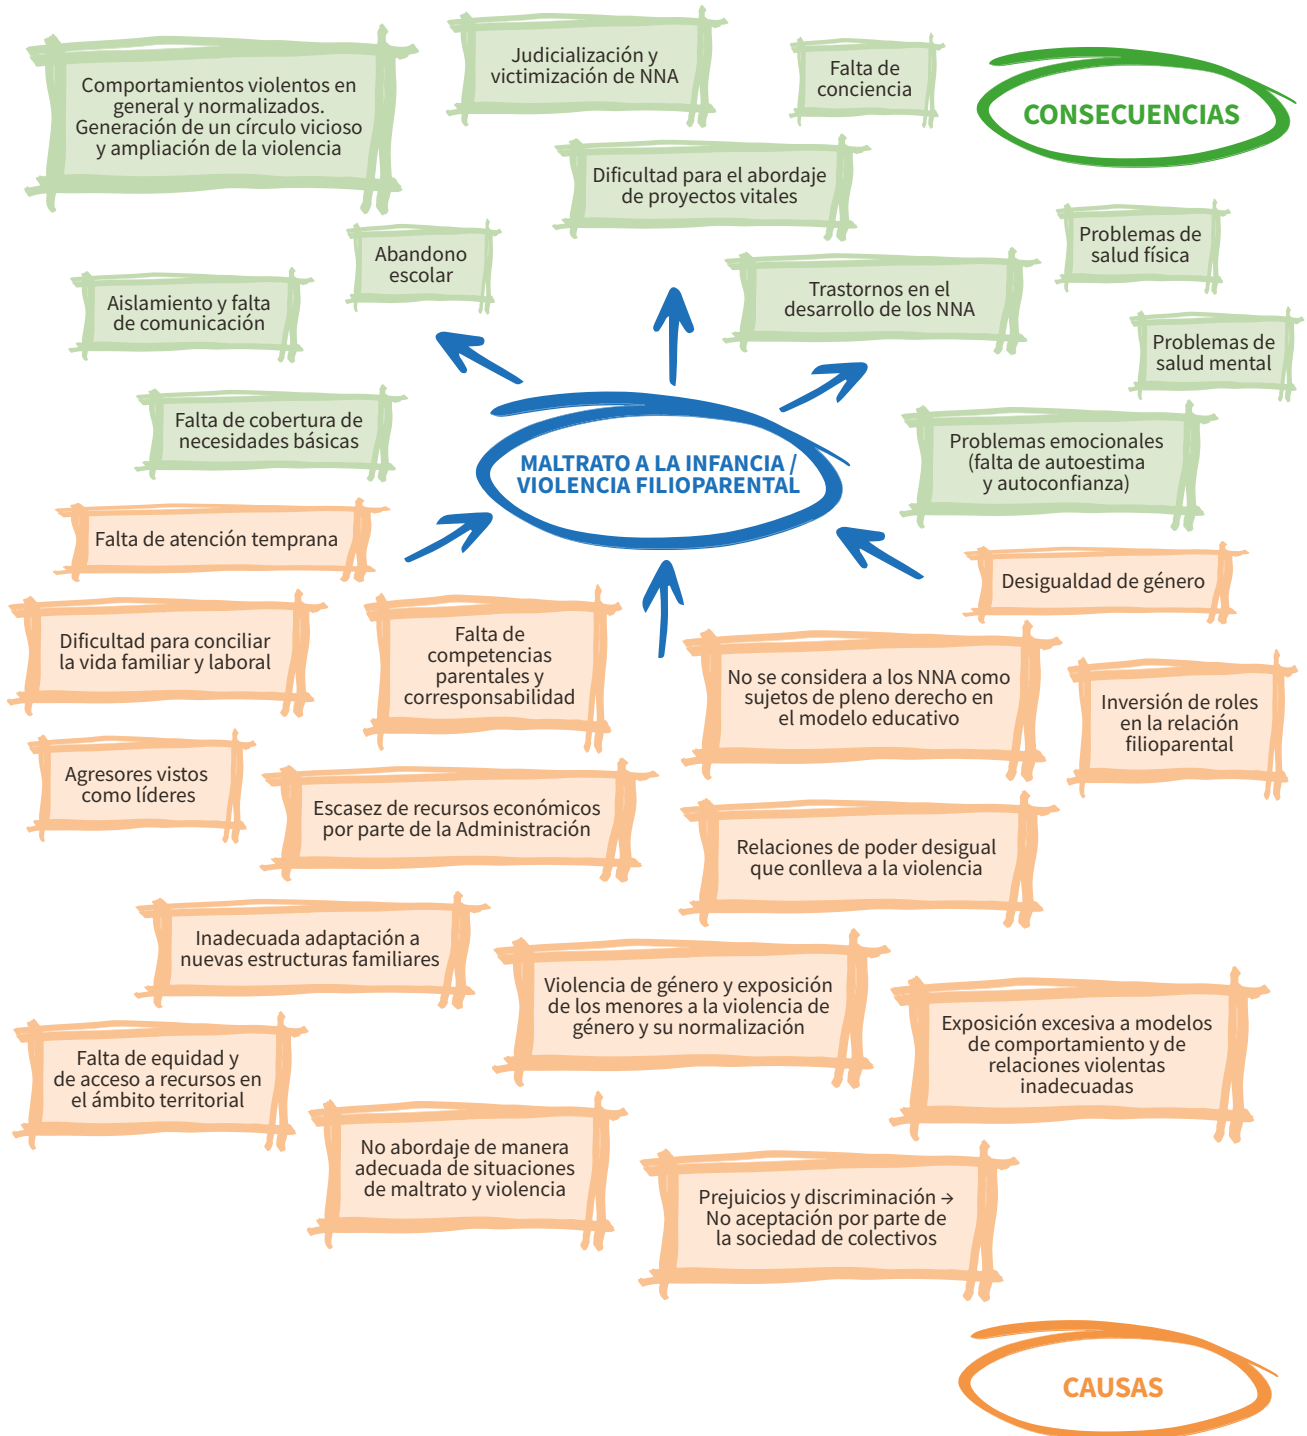 Comportamientos violentos en
general y normalizados.
Generación de un círculo vicioso
y ampliación de la violencia
Judicialización y
victimización de NNA
Falta de
conciencia
CONSECUENCIAS
Dificultad para el abordaje
de proyectos vitales
Abandono
escolar
Problemas de
salud física
Aislamiento y falta
de comunicación
Trastornos en el
desarrollo de los NNA
Problemas de
salud mental
Falta de cobertura de
necesidades básicas
Problemas emocionales
(falta de autoestima
y autoconfianza)
MALTRATO A LA INFANCIA /
VIOLENCIA FILIOPARENTAL
Falta de atención temprana
Desigualdad de género
Dificultad para conciliar
la vida familiar y laboral
Falta de
competencias
parentales y
corresponsabilidad
No se considera a los NNA como
sujetos de pleno derecho en
el modelo educativo
Inversión de roles
en la relación
filioparental
Agresores vistos
como líderes
Escasez de recursos económicos
por parte de la Administración
Relaciones de poder desigual
que conlleva a la violencia
Inadecuada adaptación a
nuevas estructuras familiares
Violencia de género y exposición
de los menores a la violencia de
género y su normalización
Exposición excesiva a modelos
de comportamiento y de
relaciones violentas
inadecuadas
Falta de equidad y
de acceso a recursos en
el ámbito territorial
No abordaje de manera
adecuada de situaciones
de maltrato y violencia
Prejuicios y discriminación →
No aceptación por parte de
la sociedad de colectivos
CAUSAS